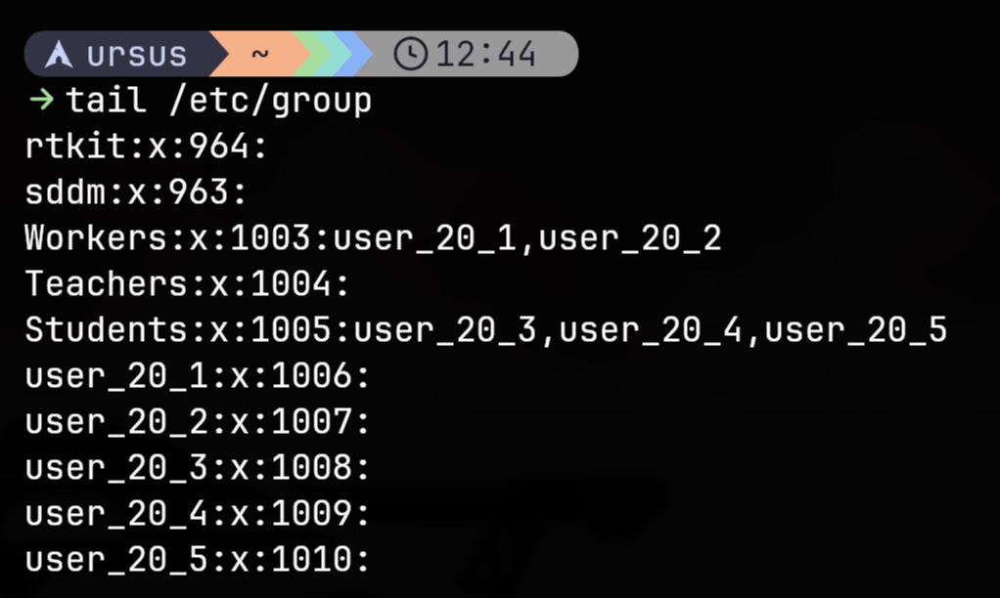 ursus ~ 12:44
→ tail /etc/group
rtkit:x:964:
sddm:x:963:
Workers:x:1003:user_20_1,user_20_2
Teachers:x:1004:
Students:x:1005:user_20_3,user_20_4,user_20_5
user_20_1:x:1006:
user_20_2:x:1007:
user_20_3:x:1008:
user_20_4:x:1009:
user_20_5:x:1010: